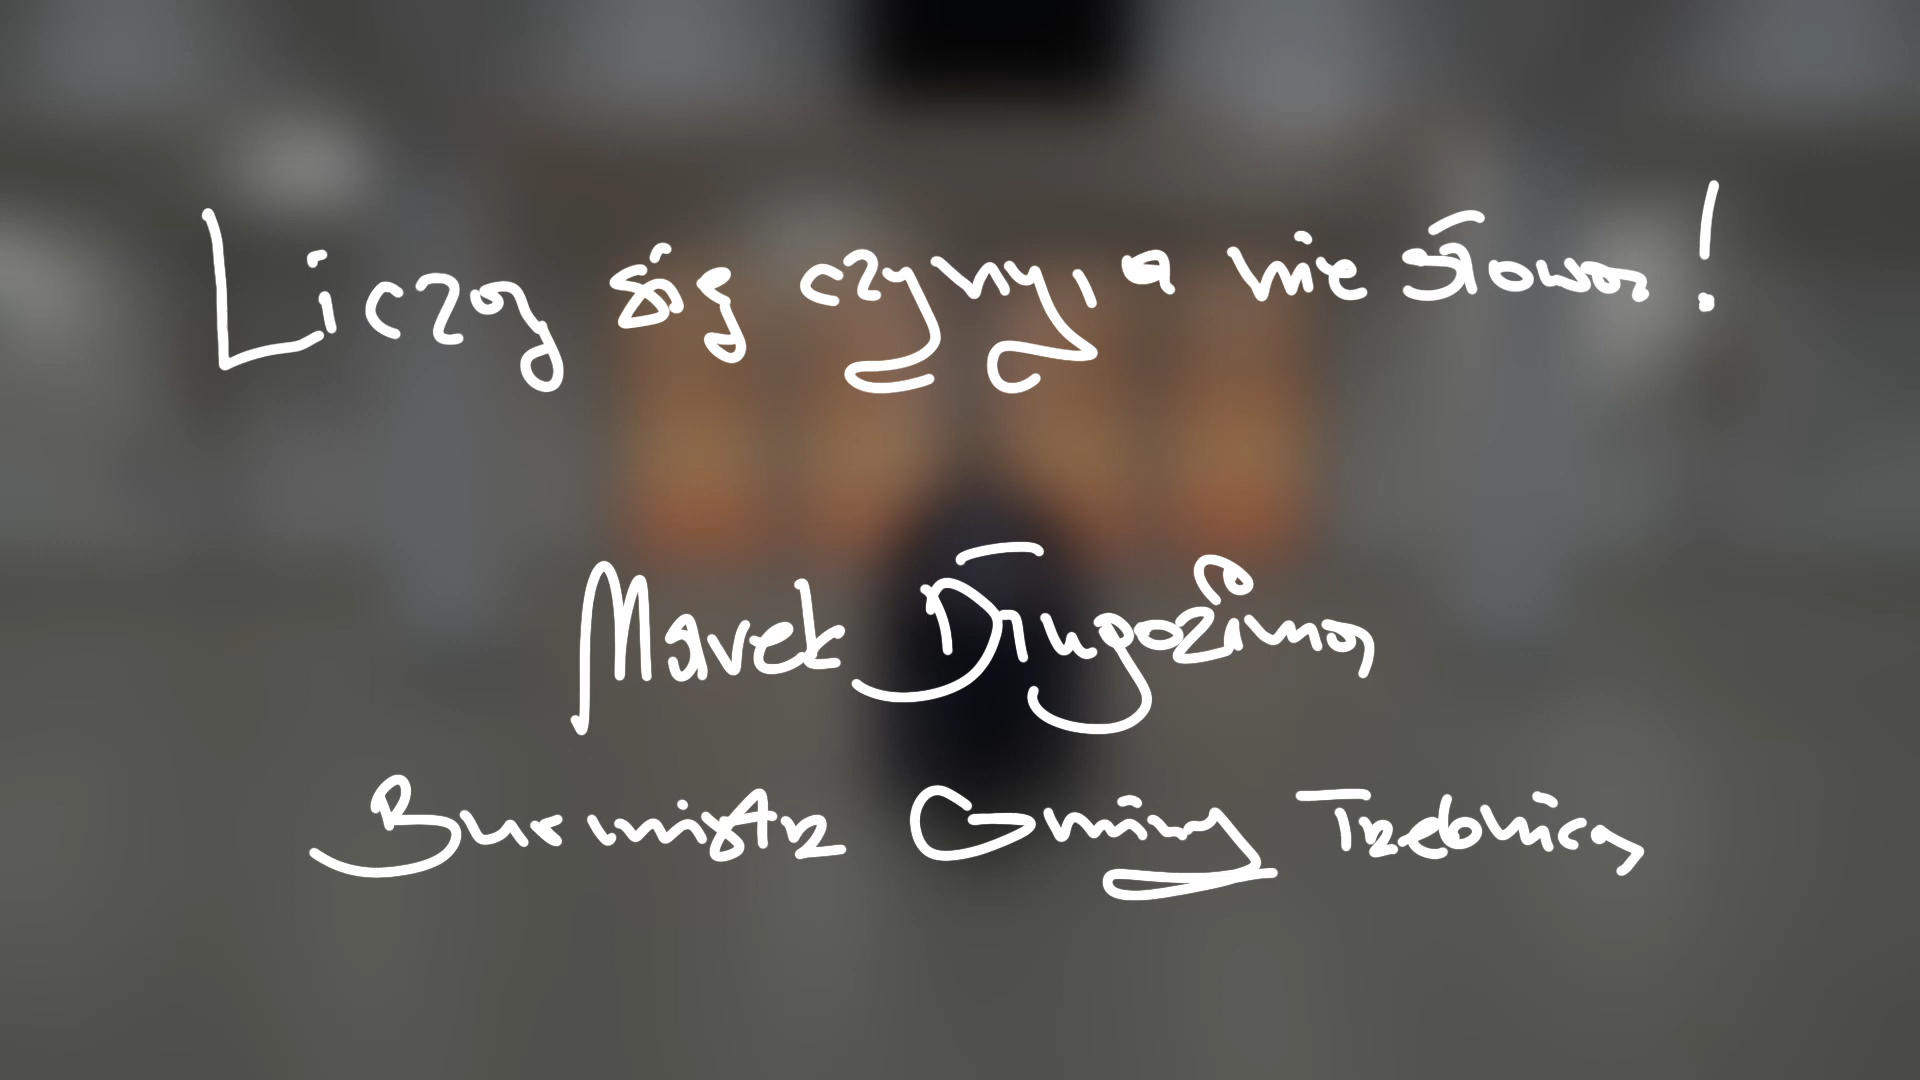 Liczą się czyny, a nie słowa!
Marek Długozima
Burmistrz Gminy Trzebnica